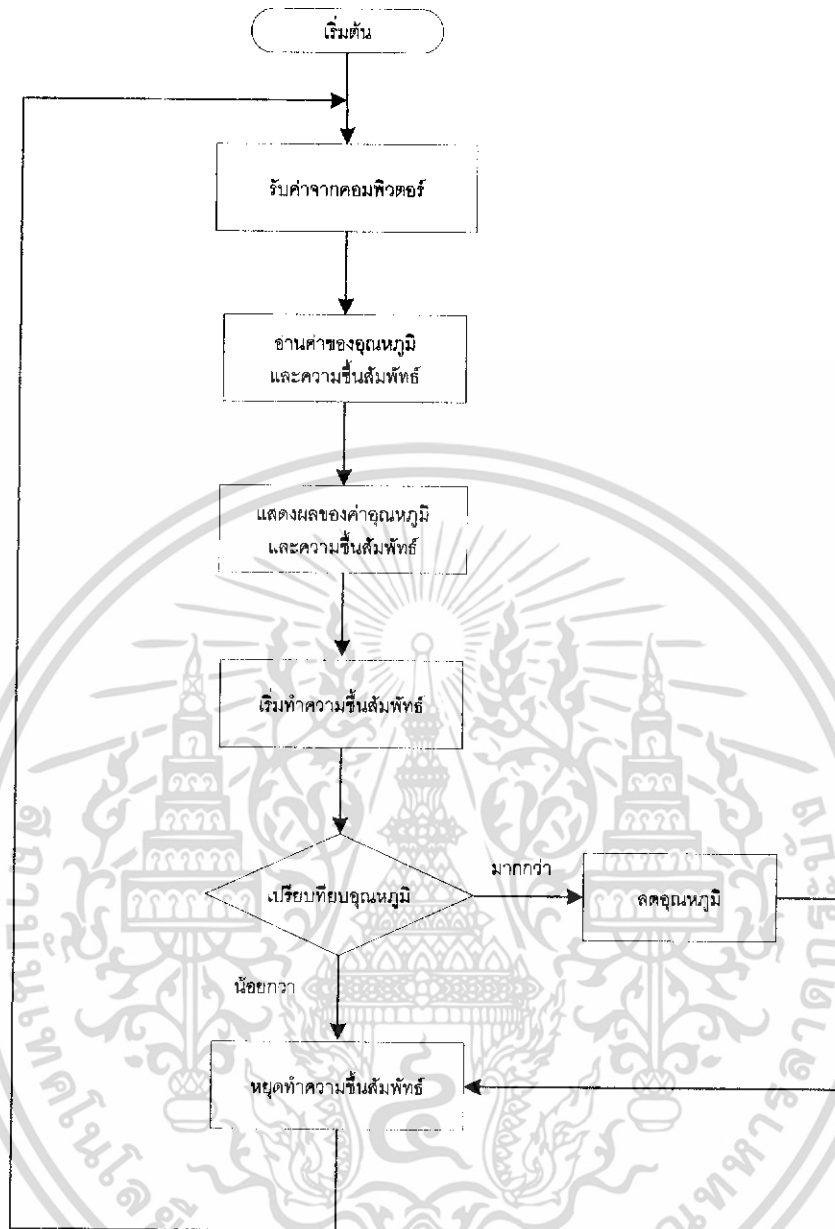 เริ่มต้น
รับค่าจากคอมพิวตอร์
อ่านค่าของอุณหภูมิ
และความชื้นสัมพัทธ์
แสดงผลของค่าอุณหภูมิ
และความชื้นสัมพัทธ์
เริ่มทำความชื้นสัมพัทธ์
เปรียบทียบอุณหภูมิ
มากกว่า
ลดอุณหภูมิ
น้อยกวา
หยุดทำความชื้นสัมพัทธ์